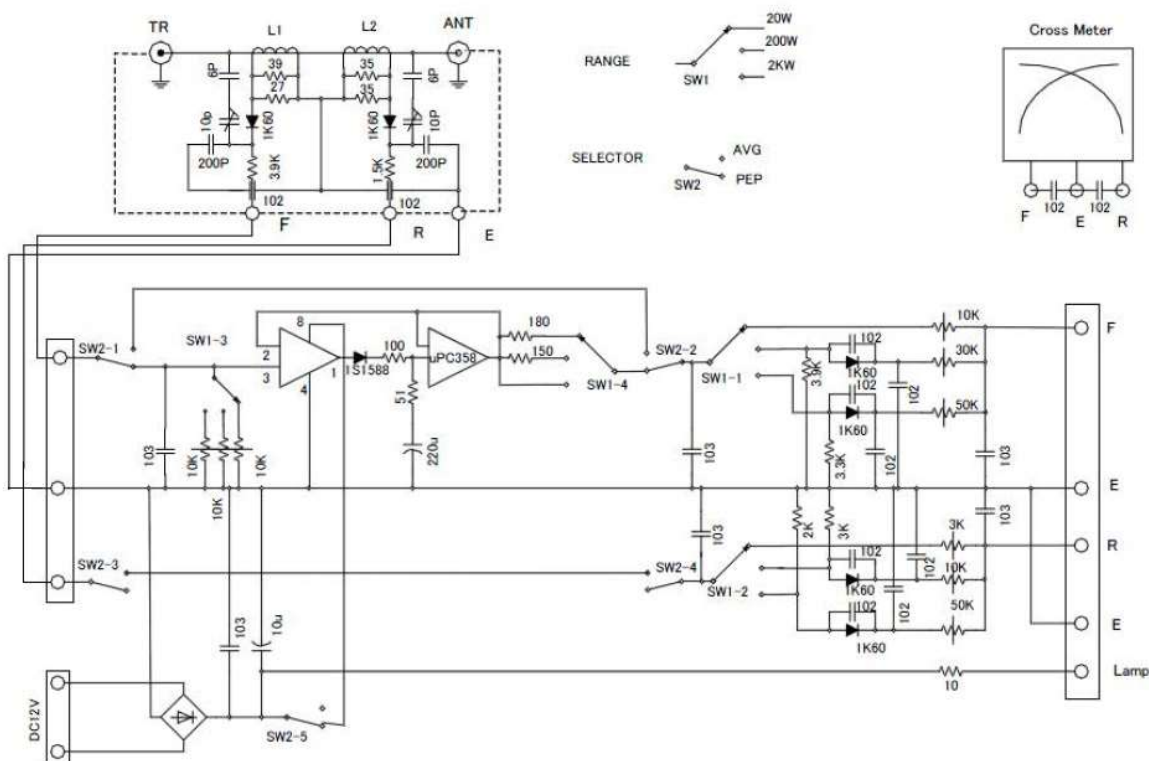 TR L1 L2 ANT
6P 39 35 6P
27 35
10p 1K60 1K60 10P
200P 3.9K 1.5K 200P
102 102
F R E
RANGE SW1 20W
200W
2KW
SELECTOR SW2 AVG
PEP
Cross Meter
102 102
F E R
SW2-1 SW1-3
8
2
3
4
1
1S1588 100 uPC358
51
220u
180
150
SW1-4
SW2-2
SW1-1
103 10K 10K
10K
103
3.9K 102 1K60 102 102
1K60
3.3K 102
10K
30K
50K
103
F
E
SW2-3
SW2-4
SW1-2
103
2K 3K
102
1K60
102
1K60
102 102
3K
10K
50K
103
R
E
103 10u
10
Lamp
DC12V
SW2-5